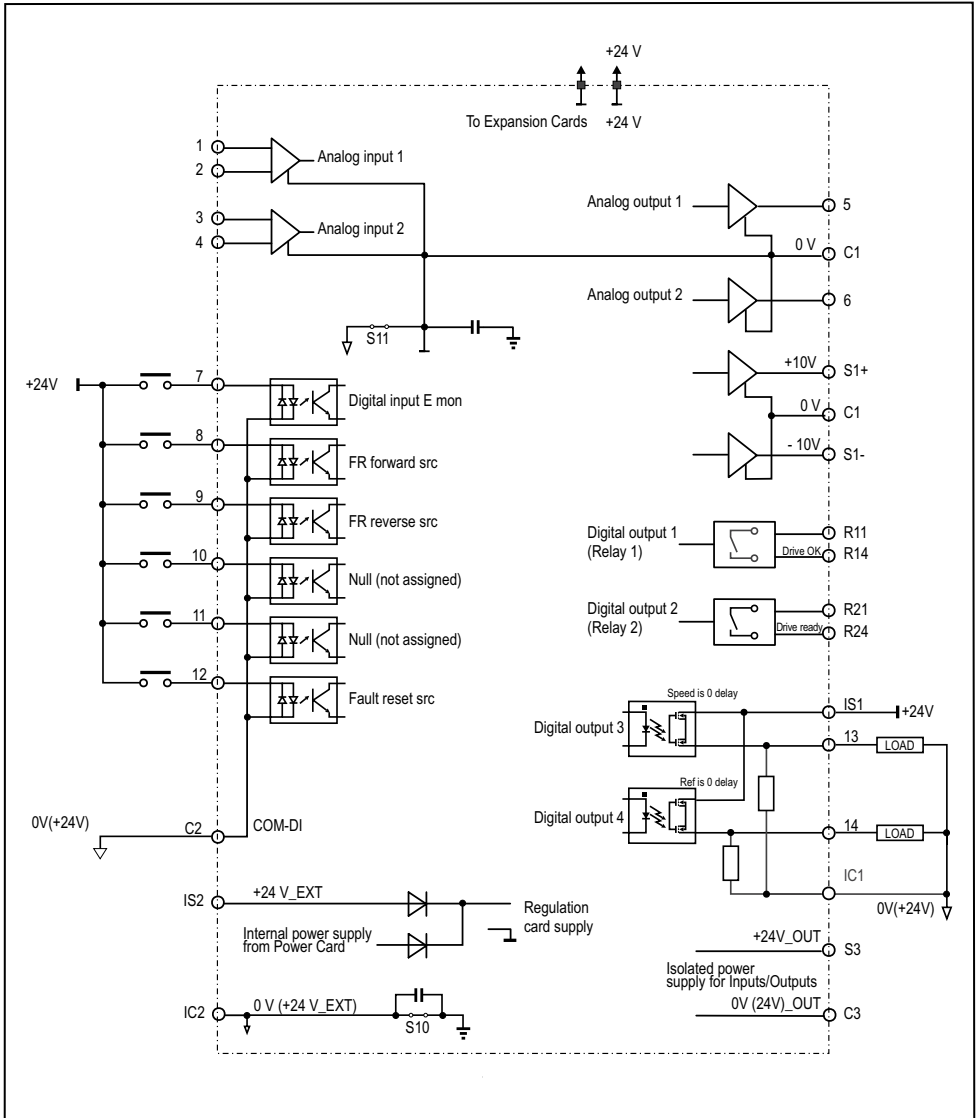 +24 V
To Expansion Cards
+24 V
1
2
Analog input 1
3
4
Analog input 2
S11
Analog output 1
5
0 V
C1
Analog output 2
6
+10V
S1+
0 V
C1
- 10V
S1-
+24V
7
Digital input E mon
8
FR forward src
9
FR reverse src
10
Null (not assigned)
11
Null (not assigned)
12
Fault reset src
Digital output 1
(Relay 1)
R11
Drive OK
R14
Digital output 2
(Relay 2)
R21
Drive ready
R24
Speed is 0 delay
Digital output 3
IS1
+24V
13
LOAD
Ref is 0 delay
Digital output 4
14
LOAD
IC1
0V(+24V)
0V(+24V)
C2
COM-DI
IS2
+24 V_EXT
Internal power supply
from Power Card
Regulation
card supply
IC2
0 V (+24 V_EXT)
S10
+24V_OUT
S3
Isolated power
supply for Inputs/Outputs
0V (24V)_OUT
C3